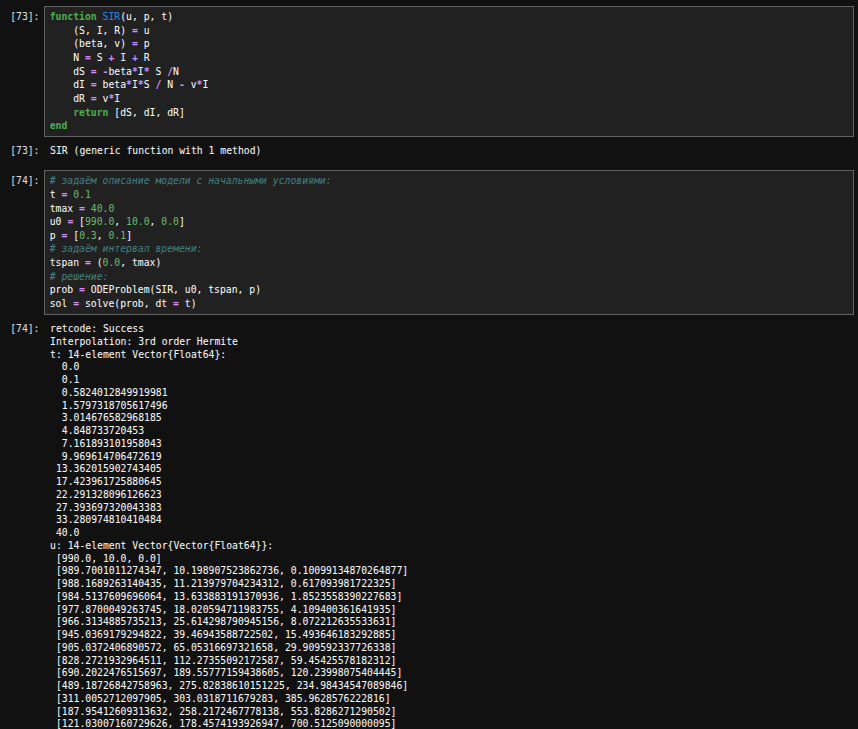 [73]: function SIR(u, p, t)
    (S, I, R) = u
    (beta, v) = p
    N = S + I + R
    dS = -beta*I* S /N
    dI = beta*I*S / N - v*I
    dR = v*I
    return [dS, dI, dR]
end
[73]: SIR (generic function with 1 method)
[74]: # задаём описание модели с начальными условиями:
t = 0.1
tmax = 40.0
u0 = [990.0, 10.0, 0.0]
p = [0.3, 0.1]
# задаём интервал времени:
tspan = (0.0, tmax)
# решение:
prob = ODEProblem(SIR, u0, tspan, p)
sol = solve(prob, dt = t)
[74]: retcode: Success
Interpolation: 3rd order Hermite
t: 14-element Vector{Float64}:
  0.0
  0.1
  0.5824012849919981
  1.5797318705617496
  3.014676582968185
  4.848733720453
  7.161893101958043
  9.969614706472619
 13.362015902743405
 17.423961725880645
 22.291328096126623
 27.393697320043383
 33.280974810410484
 40.0
u: 14-element Vector{Vector{Float64}}:
 [990.0, 10.0, 0.0]
 [989.7001011274347, 10.198907523862736, 0.10099134870264877]
 [988.1689263140435, 11.213979704234312, 0.617093981722325]
 [984.5137609696064, 13.633883191370936, 1.8523558390227683]
 [977.8700049263745, 18.020594711983755, 4.109400361641935]
 [966.3134885735213, 25.614298790945156, 8.072212635533631]
 [945.0369179294822, 39.46943588722502, 15.493646183292885]
 [905.0372406890572, 65.05316697321658, 29.909592337726338]
 [828.2721932964511, 112.27355092172587, 59.45425578182312]
 [690.2022476515697, 189.55777159438605, 120.23998075404445]
 [489.18726842758963, 275.82838610151225, 234.98434547089846]
 [311.0052712097905, 303.0318711679283, 385.9628576222816]
 [187.95412609313632, 258.2172467778138, 553.8286271290502]
 [121.03007160729626, 178.4574193926947, 700.5125090000095]